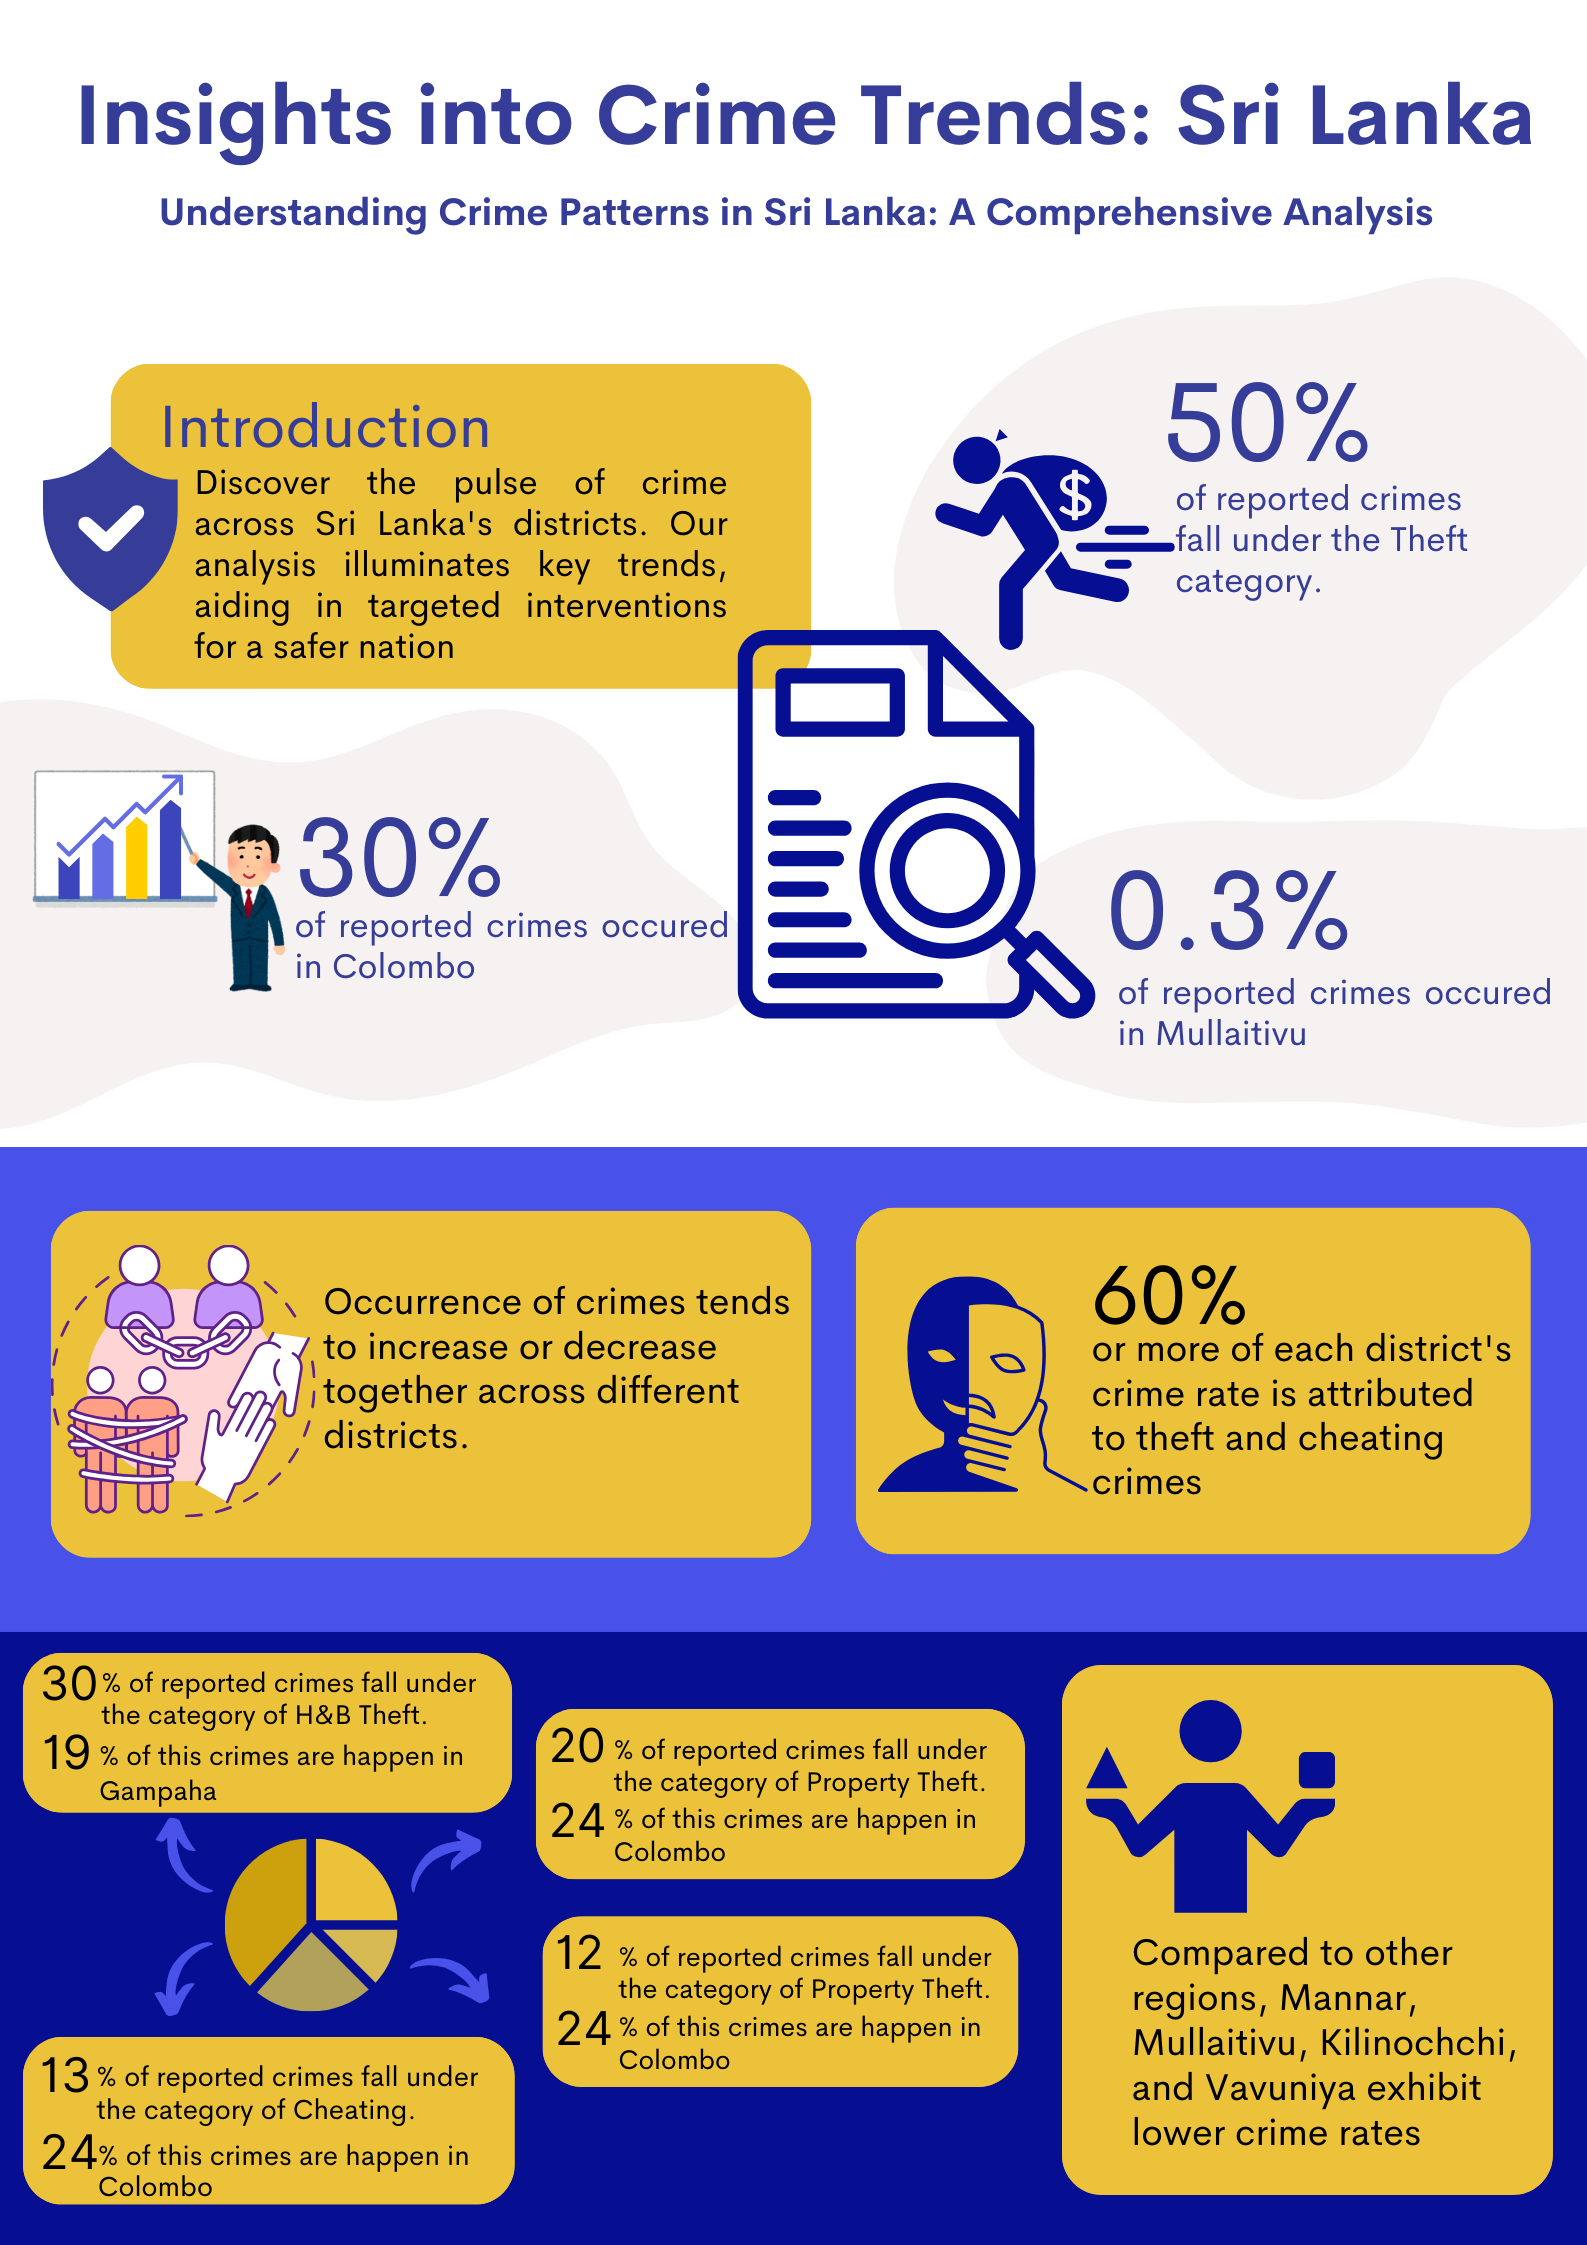 Insights into Crime Trends: Sri Lanka
Understanding Crime Patterns in Sri Lanka: A Comprehensive Analysis
Introduction
Discover the pulse of crime
across Sri Lanka's districts. Our
analysis illuminates key trends,
aiding in targeted interventions
for a safer nation
50%
of reported crimes
fall under the Theft
category.
$
30%
of reported crimes occured
in Colombo
0.3%
of reported crimes occured
in Mullaitivu
Occurrence of crimes tends
to increase or decrease
together across different
districts.
60%
or more of each district's
crime rate is attributed
to theft and cheating
crimes
30 % of reported crimes fall under
the category of H&B Theft.
19 % of this crimes are happen in
Gampaha
20 % of reported crimes fall under
the category of Property Theft.
24 % of this crimes are happen in
Colombo
12 % of reported crimes fall under
the category of Property Theft.
24 % of this crimes are happen in
Colombo
13 % of reported crimes fall under
the category of Cheating.
24 % of this crimes are happen in
Colombo
Compared to other
regions, Mannar,
Mullaitivu, Kilinochchi,
and Vavuniya exhibit
lower crime rates